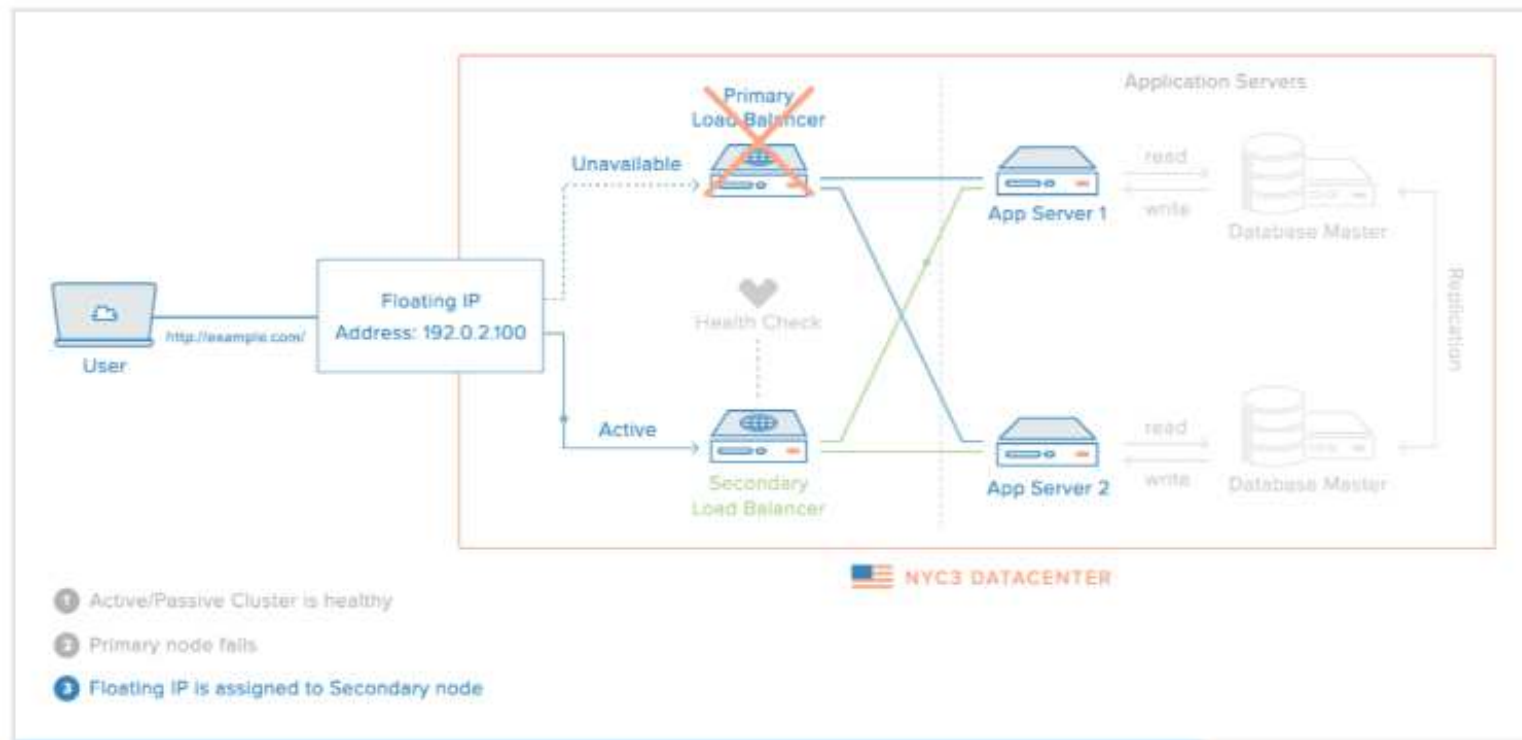 Application Servers
Primary
Load Balancer
Unavailable
read
write
App Server 1
Database Master
Floating IP
Address: 192.0.2.100
http://example.com/
User
Health Check
Replication
Active
Secondary
Load Balancer
read
write
App Server 2
Database Master
NYC3 DATACENTER
1 Active/Passive Cluster is healthy
2 Primary node fails
3 Floating IP is assigned to Secondary node